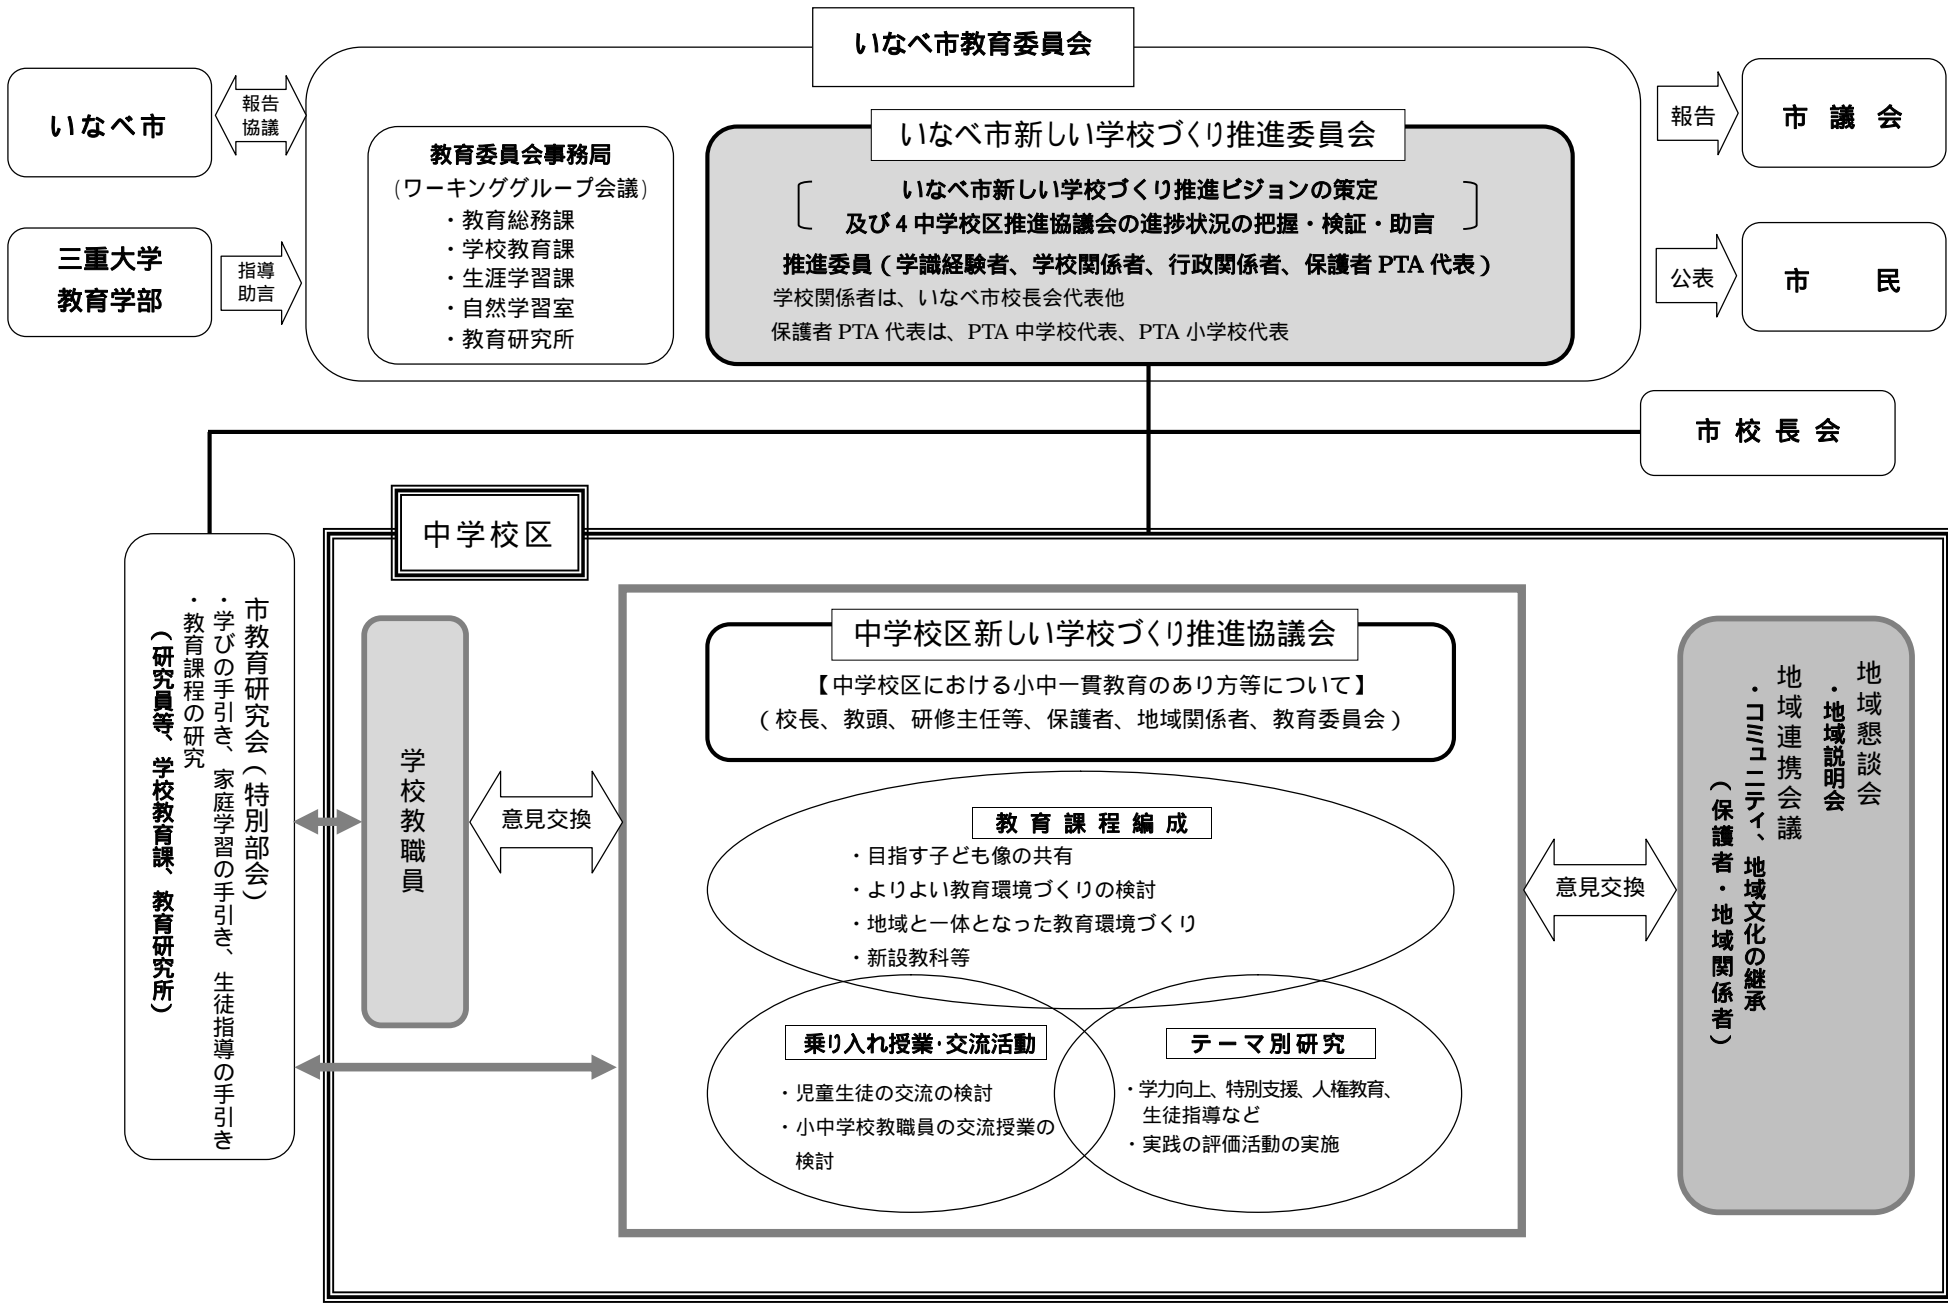 いなべ市教育委員会
いなべ市
報告
協議
三重大学
教育学部
指導
助言
教育委員会事務局
(ワーキンググループ会議)
・教育総務課
・学校教育課
・生涯学習課
・自然学習室
・教育研究所
いなべ市新しい学校づくり推進委員会
いなべ市新しい学校づくり推進ビジョンの策定
及び4中学校区推進協議会の進捗状況の把握・検証・助言
推進委員(学識経験者、学校関係者、行政関係者、保護者PTA代表)
学校関係者は、いなべ市校長会代表他
保護者PTA代表は、PTA中学校代表、PTA小学校代表
報告
市議会
公表
市民
市校長会
中学校区
市教育研究会(特別部会)
・学びの手引き、家庭学習の手引き、生徒指導の手引き
・教育課程の研究
(研究員等、学校教育課、教育研究所)
学校教職員
意見交換
中学校区新しい学校づくり推進協議会
【中学校区における小中一貫教育のあり方等について】
(校長、教頭、研修主任等、保護者、地域関係者、教育委員会)
教育課程編成
・目指す子ども像の共有
・よりよい教育環境づくりの検討
・地域と一体となった教育環境づくり
・新設教科等
乗り入れ授業・交流活動
・児童生徒の交流の検討
・小中学校教職員の交流授業の
検討
テーマ別研究
・学力向上、特別支援、人権教育、
生徒指導など
・実践の評価活動の実施
意見交換
地域懇談会
・地域説明会
地域連携会議
・コミュニティ、地域文化の継承
(保護者・地域関係者)